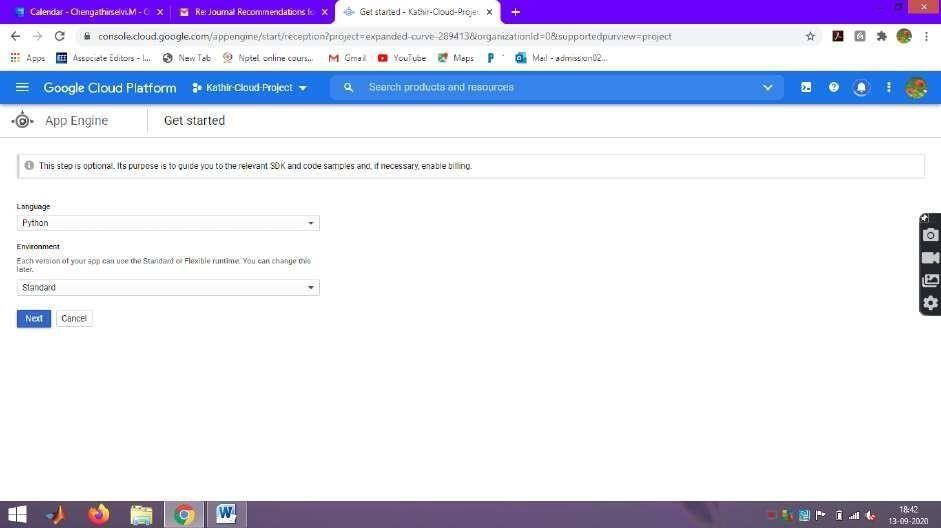 Calendar - Chengathirselvi.M - O
Re: Journal Recommendations fo
Get started - Kathir-Cloud-Projec
console.cloud.google.com/appengine/start/reception?project=expanded-curve-289413&organizationId=0&supportedpurview=project
Apps
Associate Editors - I...
New Tab
Nptel, online cours...
Gmail
YouTube
Maps
Mail - admission02...
Google Cloud Platform
Kathir-Cloud-Project
Search products and resources
App Engine
Get started
This step is optional. Its purpose is to guide you to the relevant SDK and code samples and, if necessary, enable billing.
Language
Python
Environment
Each version of your app can use the Standard or Flexible runtime. You can change this
later.
Standard
Next
Cancel
18:42
13-09-2020